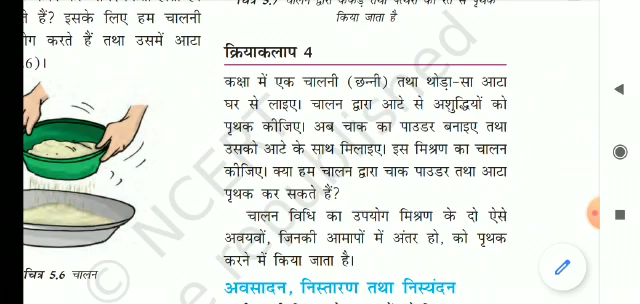 ते हैं? इसके लिए हम चालनी
ोग करते हैं तथा उसमें आटा
6)।
चित्र 5.6 चालन
किया जाता है
क्रियाकलाप 4
कक्षा में एक चालनी (छन्नी) तथा थोड़ा-सा आटा
घर से लाइए। चालन द्वारा आटे से अशुद्धियों को
पृथक कीजिए। अब चाक का पाउडर बनाइए तथा
उसको आटे के साथ मिलाइए। इस मिश्रण का चालन
कीजिए। क्या हम चालन द्वारा चाक पाउडर तथा आटा
पृथक कर सकते हैं?
चालन विधि का उपयोग मिश्रण के दो ऐसे
अवयवों, जिनकी आमापों में अंतर हो, को पृथक
करने में किया जाता है।
अवसादन, निस्तारण तथा निस्यंदन
© NCERT
republished